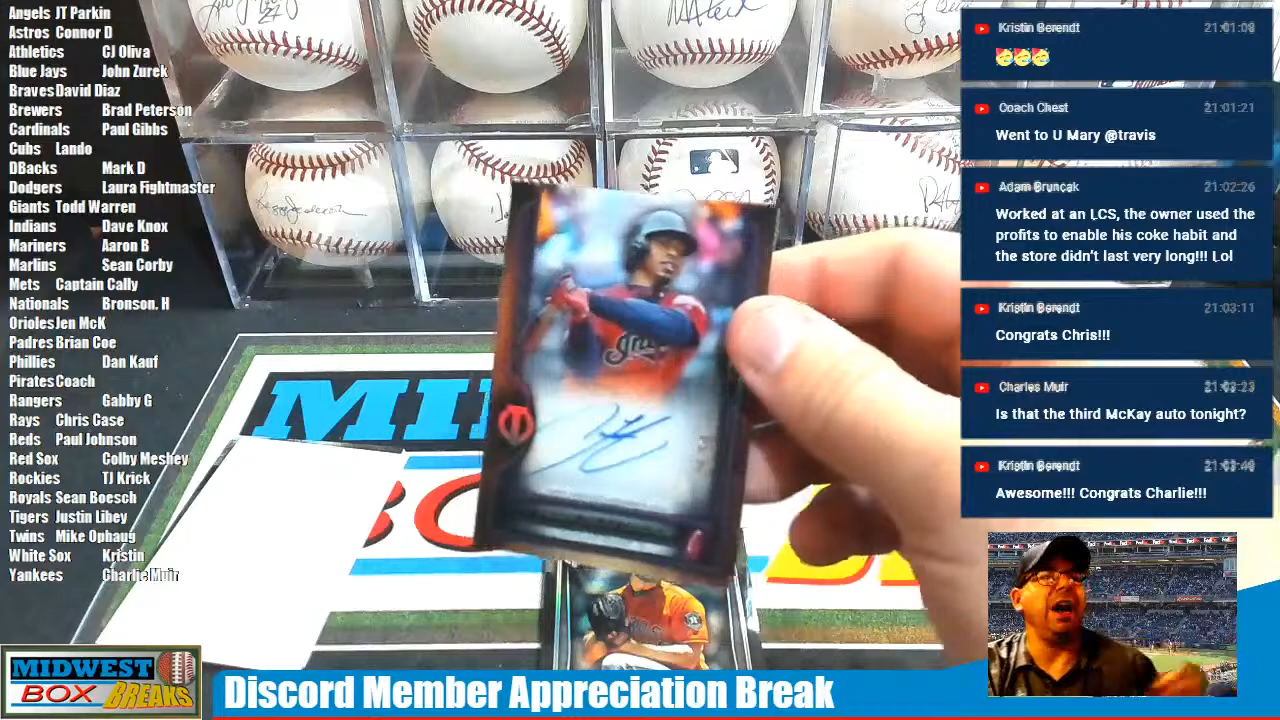 Angels JT Parkin
Astros Connor D
Athletics CJ Oliva
Blue Jays John Zurek
Braves David Diaz
Brewers Brad Peterson
Cardinals Paul Gibbs
Cubs Lando
DBacks Mark D
Dodgers Laura Fightmaster
Giants Todd Warren
Indians Dave Knox
Mariners Aaron B
Marlins Sean Corby
Mets Captain Cally
Nationals Bronson. H
Orioles Jen McK
Padres Brian Coe
Phillies Dan Kauf
Pirates Coach
Rangers Gabby G
Rays Chris Case
Reds Paul Johnson
Red Sox Colby Meshey
Rockies TJ Krick
Royals Sean Boesch
Tigers Justin Libey
Twins Mike Ophaug
White Sox Kristin
Yankees Charlie Muir
MIDWEST
BOX BREAKS
Discord Member Appreciation Break
Kristin Berendt 21:01:08
Coach Chest 21:01:21
Went to U Mary @travis
Adam Bruncak 21:02:26
Worked at an LCS, the owner used the
profits to enable his coke habit and
the store didn't last very long!!! Lol
Kristin Berendt 21:03:11
Congrats Chris!!!
Charles Muir 21:03:23
Is that the third McKay auto tonight?
Kristin Berendt 21:03:40
Awesome!!! Congrats Charlie!!!